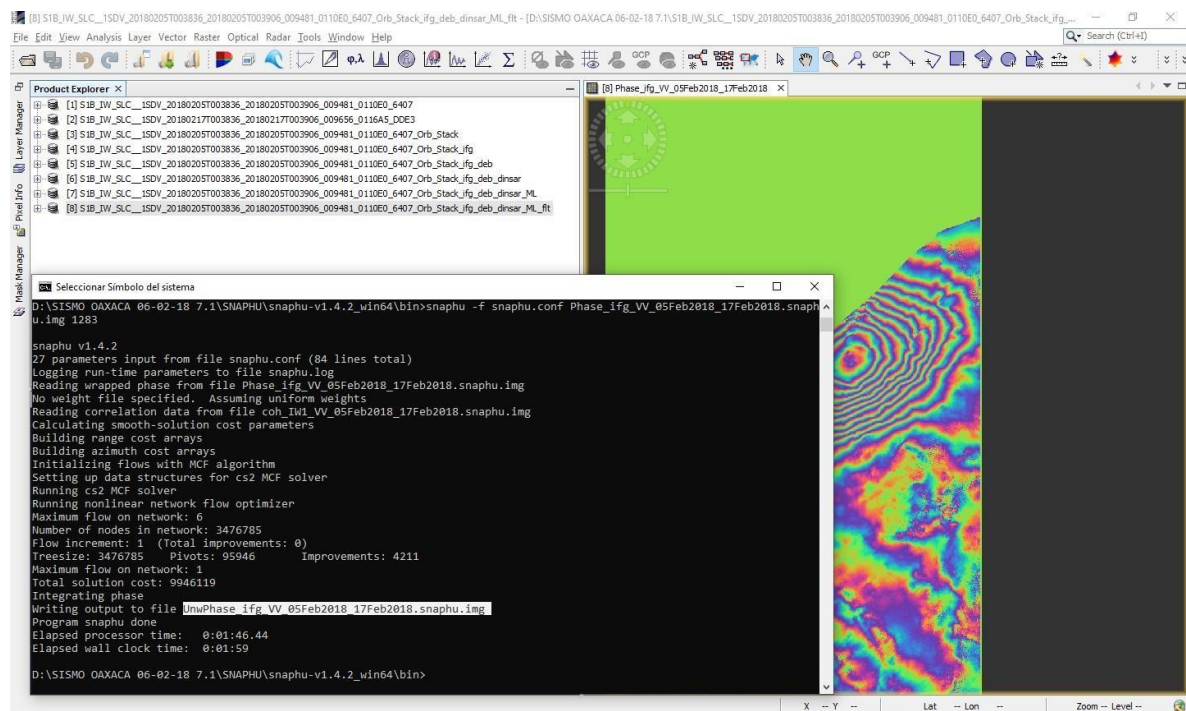 [8] S1B_IW_SLC__1SDV_20180205T003836_20180205T003906_009481_0110E0_6407_Orb_Stack_ifg_deb_dinsar_ML_flt - [D:\SISMO OAXACA 06-02-18 7.1\S1B_IW_SLC__1SDV_20180205T003836_20180205T003906_009481_0110E0_6407_Orb_Stack_ifg_...
File Edit View Analysis Layer Vector Raster Optical Radar Tools Window Help
Search (Ctrl+I)
φ,λ Σ GCP GCP
Product Explorer
[8] Phase_ifg_VV_05Feb2018_17Feb2018
[1] S1B_IW_SLC__1SDV_20180205T003836_20180205T003906_009481_0110E0_6407
[2] S1B_IW_SLC__1SDV_20180217T003836_20180217T003906_009656_0116A5_DDE3
[3] S1B_IW_SLC__1SDV_20180205T003836_20180205T003906_009481_0110E0_6407_Orb_Stack
[4] S1B_IW_SLC__1SDV_20180205T003836_20180205T003906_009481_0110E0_6407_Orb_Stack_ifg
[5] S1B_IW_SLC__1SDV_20180205T003836_20180205T003906_009481_0110E0_6407_Orb_Stack_ifg_deb
[6] S1B_IW_SLC__1SDV_20180205T003836_20180205T003906_009481_0110E0_6407_Orb_Stack_ifg_deb_dinsar
[7] S1B_IW_SLC__1SDV_20180205T003836_20180205T003906_009481_0110E0_6407_Orb_Stack_ifg_deb_dinsar_ML
[8] S1B_IW_SLC__1SDV_20180205T003836_20180205T003906_009481_0110E0_6407_Orb_Stack_ifg_deb_dinsar_ML_flt
Layer Manager
Pixel Info
Mask Manager
Seleccionar Símbolo del sistema
D:\SISMO OAXACA 06-02-18 7.1\SNAPHU\snaphu-v1.4.2_win64\bin>snaphu -f snaphu.conf Phase_ifg_VV_05Feb2018_17Feb2018.snaph
u.img 1283
snaphu v1.4.2
27 parameters input from file snaphu.conf (84 lines total)
Logging run-time parameters to file snaphu.log
Reading wrapped phase from file Phase_ifg_VV_05Feb2018_17Feb2018.snaphu.img
No weight file specified.  Assuming uniform weights
Reading correlation data from file coh_IW1_VV_05Feb2018_17Feb2018.snaphu.img
Calculating smooth-solution cost parameters
Building range cost arrays
Building azimuth cost arrays
Initializing flows with MCF algorithm
Setting up data structures for cs2 MCF solver
Running cs2 MCF solver
Running nonlinear network flow optimizer
Maximum flow on network: 6
Number of nodes in network: 3476785
Flow increment: 1  (Total improvements: 0)
Treesize: 3476785   Pivots: 95946   Improvements: 4211
Maximum flow on network: 1
Total solution cost: 9946119
Integrating phase
Writing output to file UnwPhase_ifg_VV_05Feb2018_17Feb2018.snaphu.img
Program snaphu done
Elapsed processor time:   0:01:46.44
Elapsed wall clock time:  0:01:59
D:\SISMO OAXACA 06-02-18 7.1\SNAPHU\snaphu-v1.4.2_win64\bin>
X -- Y -- Lat -- Lon -- Zoom -- Level --